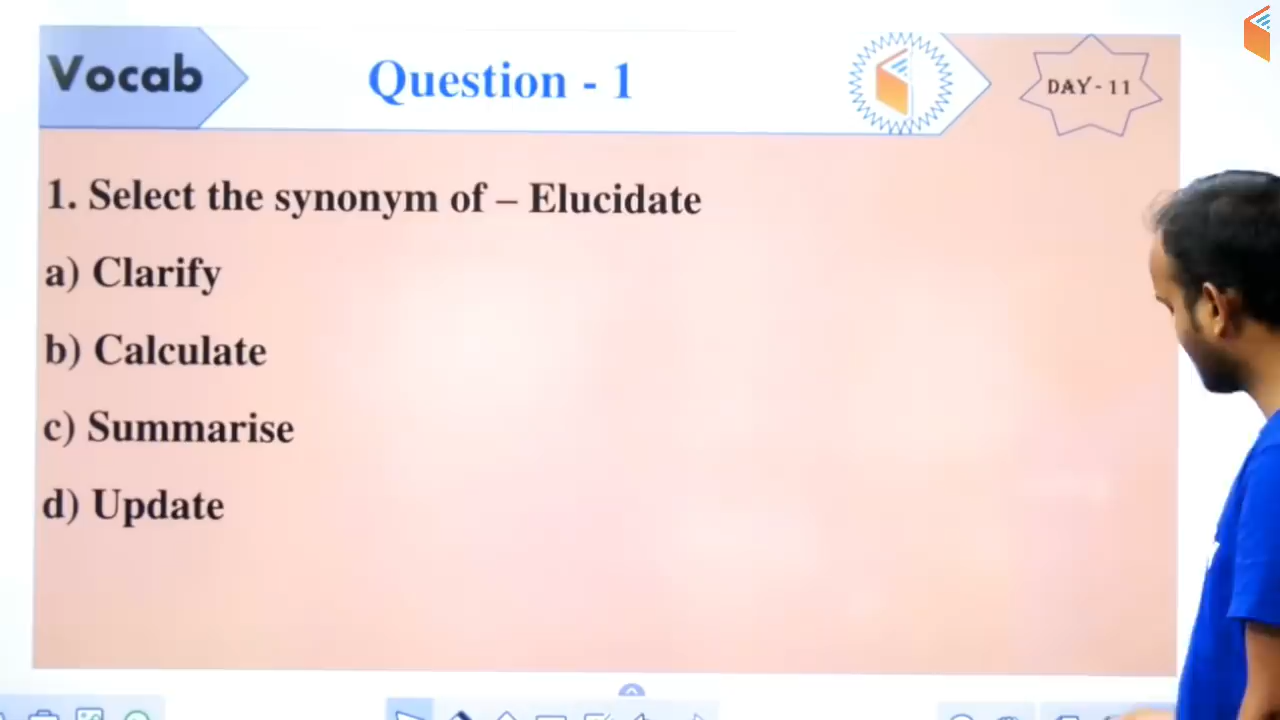 Vocab
Question - 1
DAY - 11
1. Select the synonym of – Elucidate
a) Clarify
b) Calculate
c) Summarise
d) Update